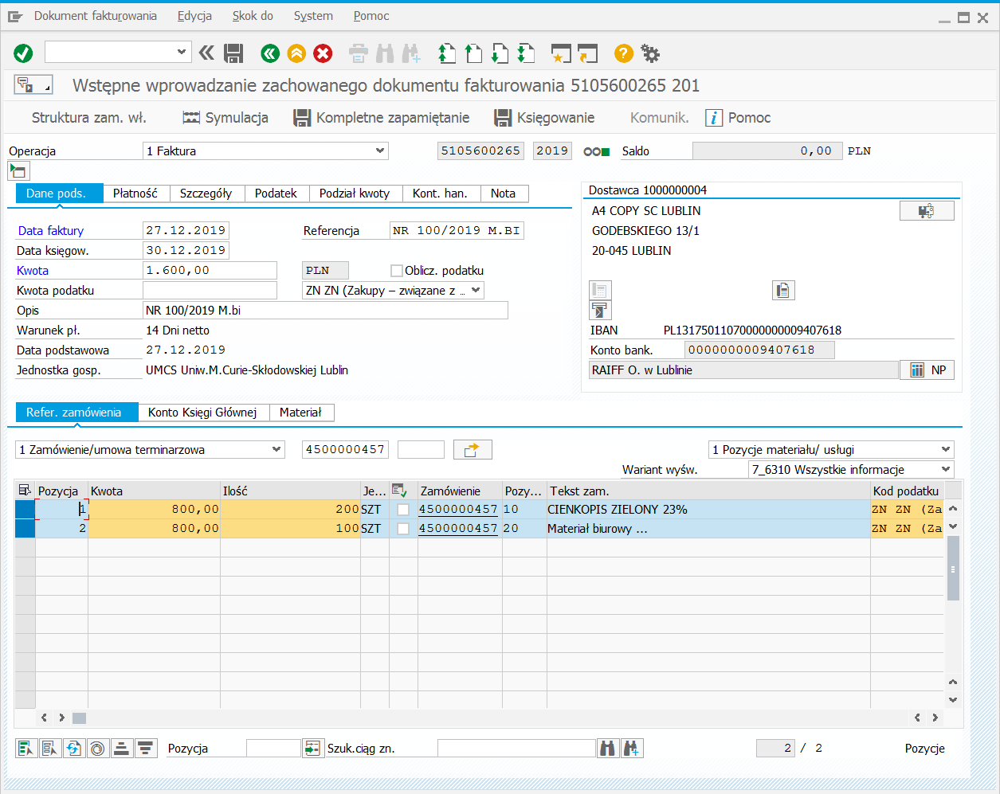 Dokument fakturowania Edycja Skok do System Pomoc
Wstępne wprowadzanie zachowanego dokumentu fakturowania 5105600265 201
Struktura zam. wł. Symulacja Kompletne zapamiętanie Księgowanie Komunik. Pomoc
Operacja 1 Faktura 5105600265 2019 Saldo 0,00 PLN
Dane pods. Płatność Szczegóły Podatek Podział kwoty Kont. han. Nota
Dostawca 1000000004
A4 COPY SC LUBLIN
GODEBSKIEGO 13/1
20-045 LUBLIN
Data faktury 27.12.2019 Referencja NR 100/2019 M.BI
Data księgow. 30.12.2019
Kwota 1.600,00 PLN Oblicz. podatku
Kwota podatku ZN ZN (Zakupy – związane z ..
Opis NR 100/2019 M.bi
Warunek pł. 14 Dni netto
Data podstawowa 27.12.2019
Jednostka gosp. UMCS Uniw.M.Curie-Skłodowskiej Lublin
IBAN PL13175011070000000009407618
Konto bank. 0000000009407618
RAIFF O. w Lublinie NP
Refer. zamówienia Konto Księgi Głównej Materiał
1 Zamówienie/umowa terminarzowa 4500000457 1 Pozycje materiału/ usługi
Wariant wyśw. 7_6310 Wszystkie informacje
Pozycja Kwota Ilość Je... Zamówienie Pozy... Tekst zam. Kod podatku
1 800,00 200 SZT 4500000457 10 CIENKOPIS ZIELONY 23% ZN ZN (Za
2 800,00 100 SZT 4500000457 20 Materiał biurowy ... ZN ZN (Za
Pozycja Szuk.ciąg zn. 2 / 2 Pozycje